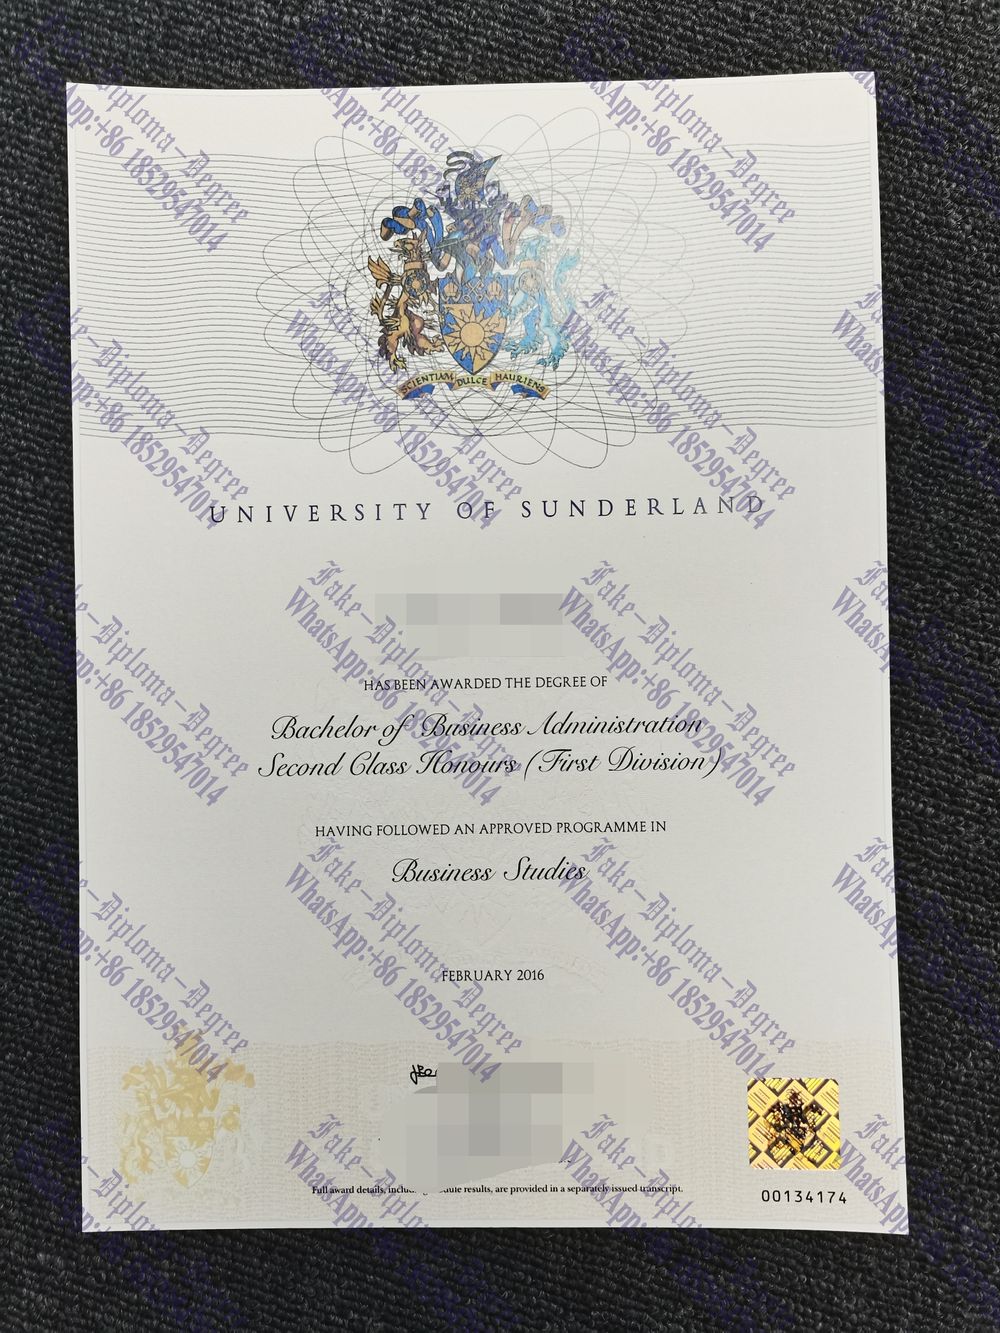 SCIENTIAM DULCE HAURIENS
UNIVERSITY OF SUNDERLAND
HAS BEEN AWARDED THE DEGREE OF
Bachelor of Business Administration
Second Class Honours (First Division)
HAVING FOLLOWED AN APPROVED PROGRAMME IN
Business Studies
FEBRUARY 2016
Full award details, results, are provided in a separately issued transcript.
00134174
Fake-Diploma-Degree
WhatsApp:+86 18529547014